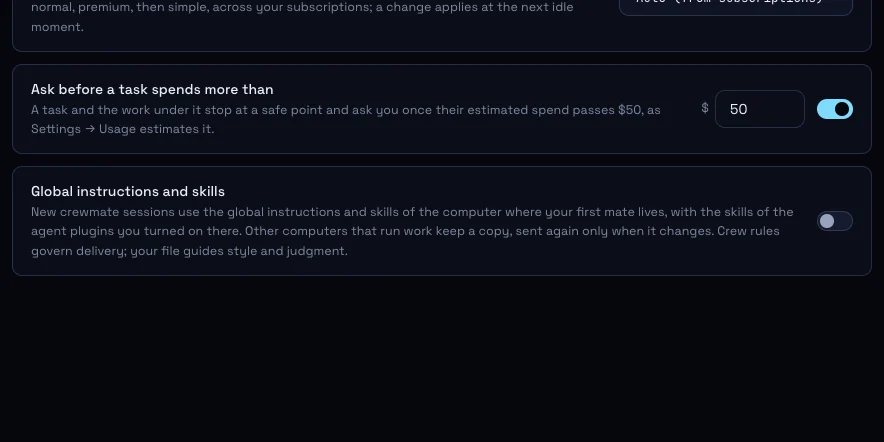 normal, premium, then simple, across your subscriptions; a change applies at the next idle
moment.
Ask before a task spends more than
A task and the work under it stop at a safe point and ask you once their estimated spend passes $50, as
Settings → Usage estimates it.
$ 50
Global instructions and skills
New crewmate sessions use the global instructions and skills of the computer where your first mate lives, with the skills of the
agent plugins you turned on there. Other computers that run work keep a copy, sent again only when it changes. Crew rules
govern delivery; your file guides style and judgment.